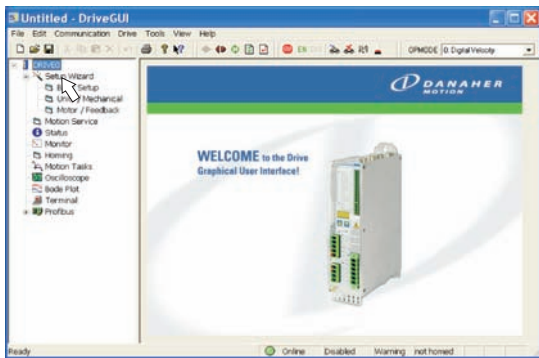 Untitled - DriveGUI
File Edit Communication Drive Tools View Help
OPMODE 0: Digital Velocity
DRIVE0
Setup Wizard
Setup
Mechanical
Motor / Feedback
Motion Service
Status
Monitor
Homing
Motion Tasks
Oscilloscope
Bode Plot
Terminal
Profibus
DANAHER
MOTION
WELCOME to the Drive
Graphical User Interface!
Ready
Online Disabled Warning not homed